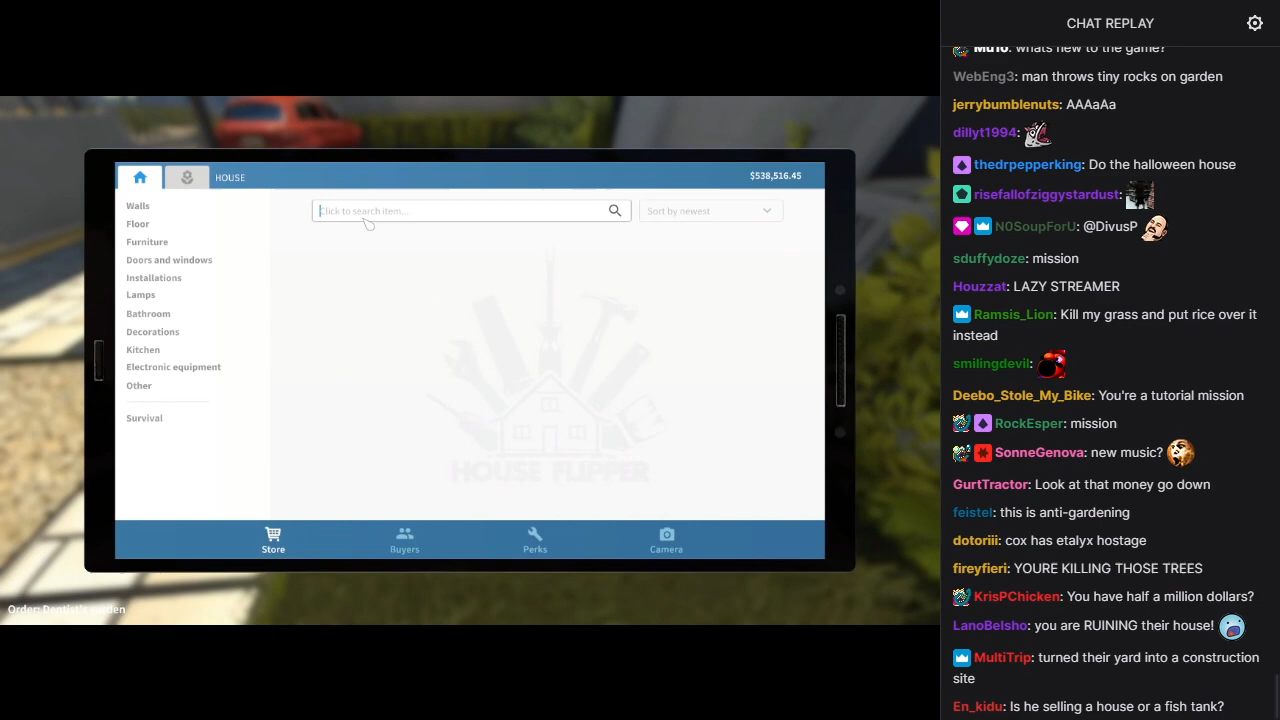 HOUSE
$538,516.45
Click to search item...
Sort by newest
Walls
Floor
Furniture
Doors and windows
Installations
Lamps
Bathroom
Decorations
Kitchen
Electronic equipment
Other
Survival
HOUSE FLIPPER
Store
Buyers
Perks
Camera
Order: Dentist's garden
CHAT REPLAY
whats new to the game?
WebEng3: man throws tiny rocks on garden
jerrybumblenuts: AAAaAa
dillyt1994:
thedrpepperking: Do the halloween house
risefallofziggystardust:
N0SoupForU: @DivusP
sduffydoze: mission
Houzzat: LAZY STREAMER
Ramsis_Lion: Kill my grass and put rice over it
instead
smilingdevil:
Deebo_Stole_My_Bike: You're a tutorial mission
RockEsper: mission
SonneGenova: new music?
GurtTractor: Look at that money go down
feistel: this is anti-gardening
dotoriii: cox has etalyx hostage
fireyfieri: YOURE KILLING THOSE TREES
KrisPChicken: You have half a million dollars?
LanoBelsho: you are RUINING their house!
MultiTrip: turned their yard into a construction
site
En_kidu: Is he selling a house or a fish tank?